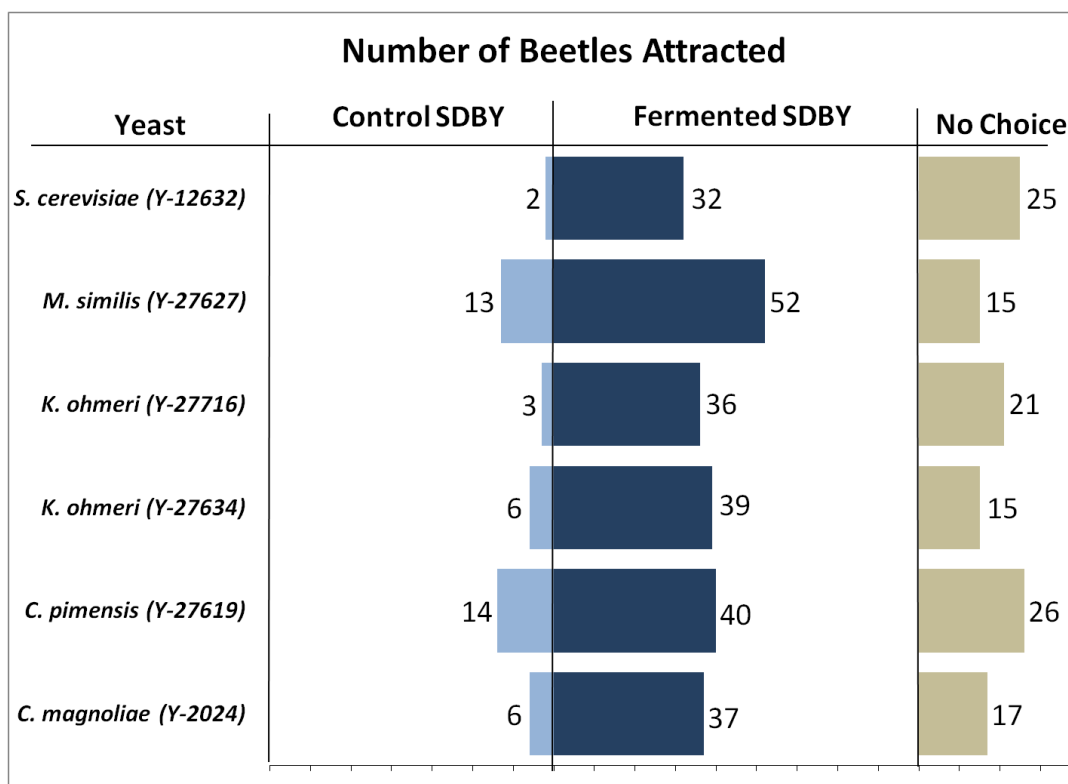 Number of Beetles Attracted
Yeast Control SDBY Fermented SDBY No Choice
S. cerevisiae (Y-12632) 2 32 25
M. similis (Y-27627) 13 52 15
K. ohmeri (Y-27716) 3 36 21
K. ohmeri (Y-27634) 6 39 15
C. pimensis (Y-27619) 14 40 26
C. magnoliae (Y-2024) 6 37 17